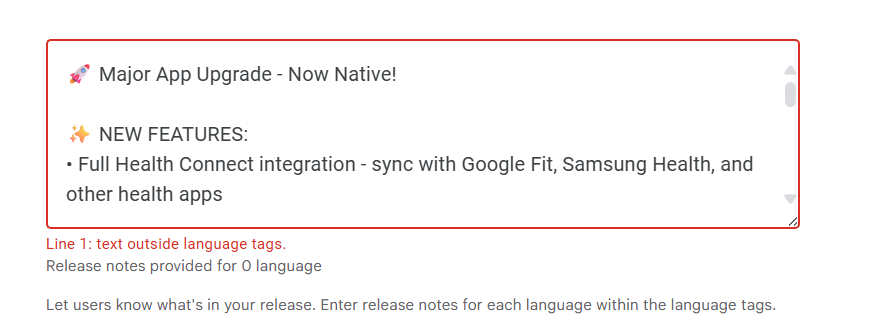 🚀 Major App Upgrade - Now Native!
✨ NEW FEATURES:
• Full Health Connect integration - sync with Google Fit, Samsung Health, and
other health apps
Line 1: text outside language tags.
Release notes provided for 0 language
Let users know what's in your release. Enter release notes for each language within the language tags.